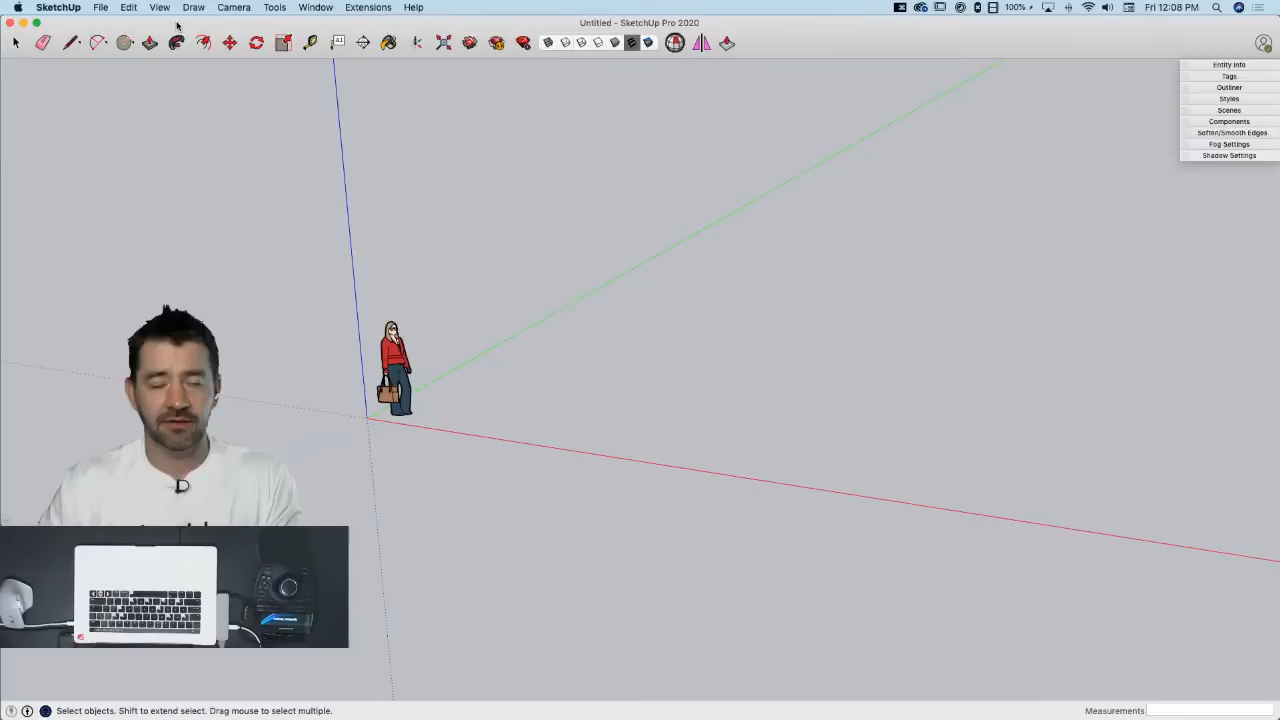 SketchUp File Edit View Draw Camera Tools Window Extensions Help 100% Fri 12:08 PM
Untitled - SketchUp Pro 2020
A1
Entity Info
Tags
Outliner
Styles
Scenes
Components
Soften/Smooth Edges
Fog Settings
Shadow Settings
Select objects. Shift to extend select. Drag mouse to select multiple.
Measurements